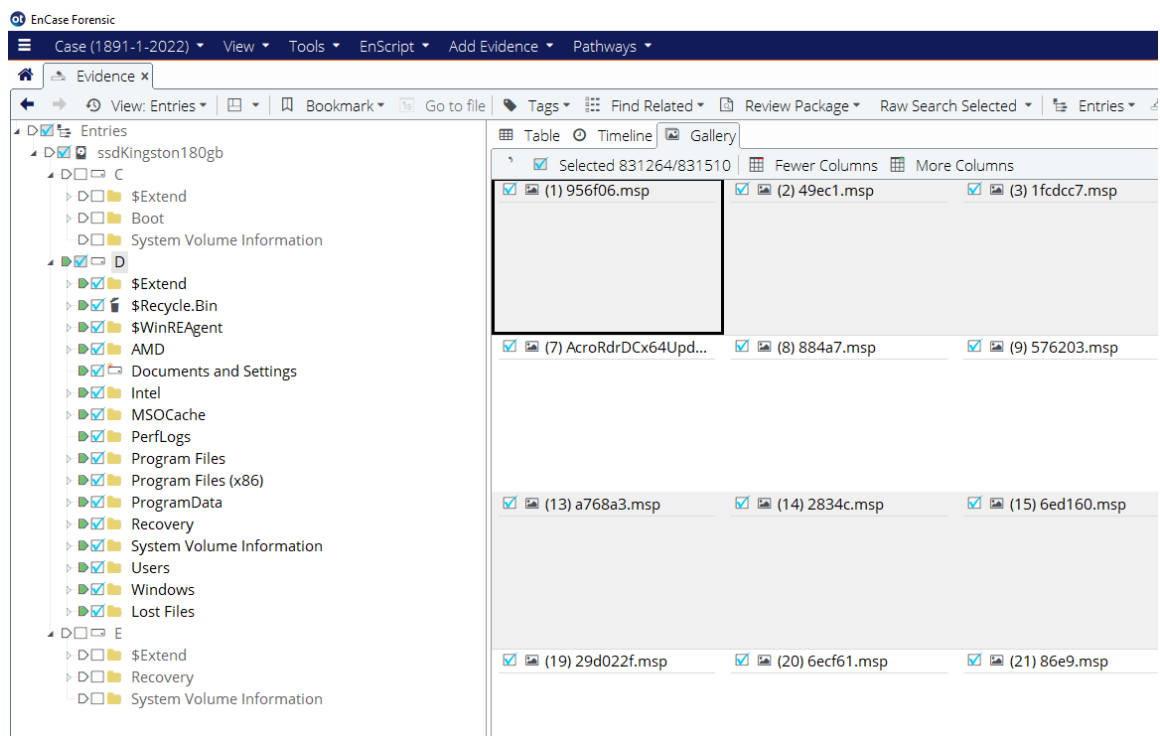 ot EnCase Forensic
Case (1891-1-2022) View Tools EnScript Add Evidence Pathways
Evidence x
View: Entries Bookmark Go to file Tags Find Related Review Package Raw Search Selected Entries
Entries
ssdKingston180gb
C
$Extend
Boot
System Volume Information
D
$Extend
$Recycle.Bin
$WinREAgent
AMD
Documents and Settings
Intel
MSOCache
PerfLogs
Program Files
Program Files (x86)
ProgramData
Recovery
System Volume Information
Users
Windows
Lost Files
E
$Extend
Recovery
System Volume Information
Table Timeline Gallery
Selected 831264/831510 Fewer Columns More Columns
(1) 956f06.msp (2) 49ec1.msp (3) 1fcdcc7.msp
(7) AcroRdrDCx64Upd... (8) 884a7.msp (9) 576203.msp
(13) a768a3.msp (14) 2834c.msp (15) 6ed160.msp
(19) 29d022f.msp (20) 6ecf61.msp (21) 86e9.msp